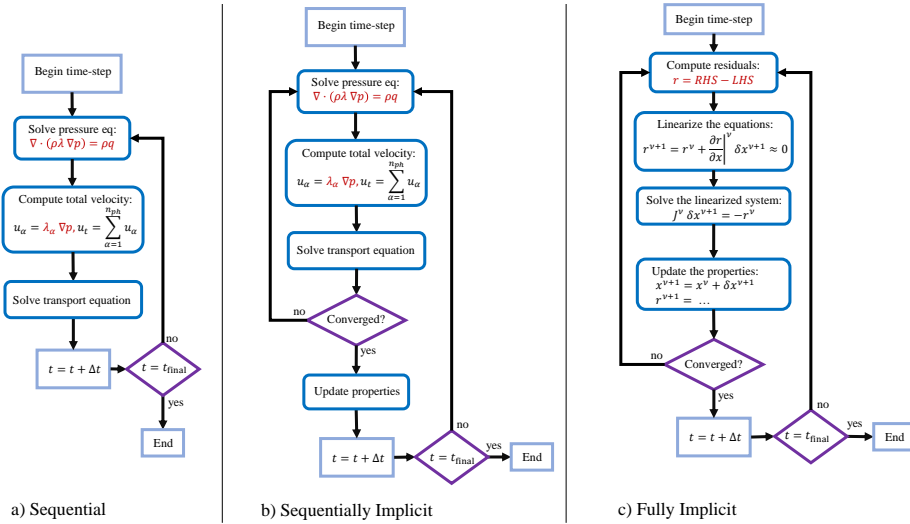 Begin time-step
Solve pressure eq:
∇ · (ρλ ∇p) = ρq
Compute total velocity:
u_α = λ_α ∇p, u_t = ∑_{α=1}^{n_{ph}} u_α
Solve transport equation
no
t = t + Δt
t = t_final
yes
End
a) Sequential
Begin time-step
Solve pressure eq:
∇ · (ρλ ∇p) = ρq
Compute total velocity:
u_α = λ_α ∇p, u_t = ∑_{α=1}^{n_{ph}} u_α
Solve transport equation
no
Converged?
yes
Update properties
no
t = t + Δt
t = t_final
yes
End
b) Sequentially Implicit
Begin time-step
Compute residuals:
r = RHS − LHS
Linearize the equations:
r^{ν+1} = r^ν + ∂r/∂x|^ν δx^{ν+1} ≈ 0
Solve the linearized system:
J^ν δx^{ν+1} = −r^ν
Update the properties:
x^{ν+1} = x^ν + δx^{ν+1}
r^{ν+1} = …
no
Converged?
yes
no
t = t + Δt
t = t_final
yes
End
c) Fully Implicit